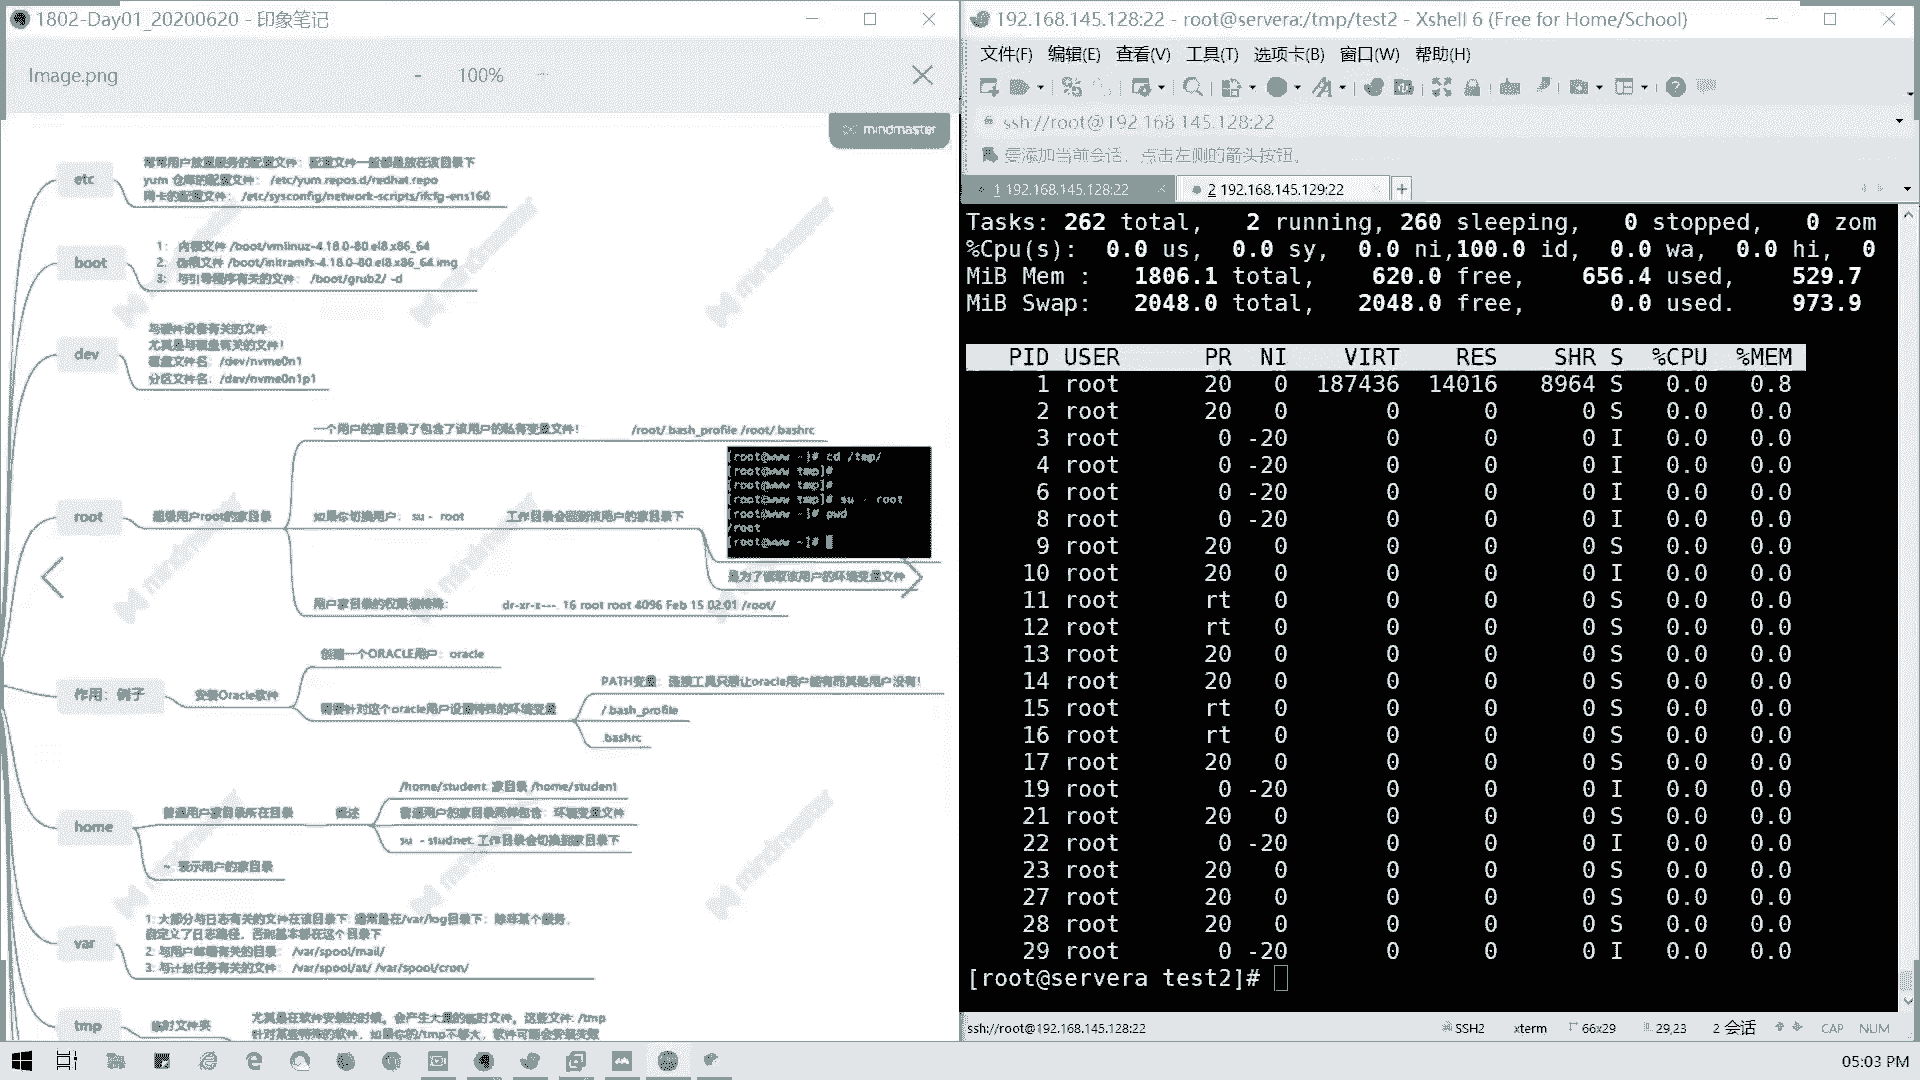 1802-Day01_20200620 - 印象笔记
Image.png
- 100%
mindmaster
etc
常常用户放置服务的配置文件：配置文件一般都是放在该目录下
yum 仓库的配置文件： /etc/yum.repos.d/redhat.repo
网卡的配置文件： /etc/sysconfig/network-scripts/ifcfg-ens160
boot
1： 内核文件 /boot/vmlinuz-4.18.0-80.el8.x86_64
2: /boot/initramfs-4.18.0-80.el8.x86_64.img
3: 与引导程序有关的文件： /boot/grub2/ -d
dev
与硬件设备有关的文件：
尤其是与磁盘有关的文件！
磁盘文件名：/dev/nvme0n1
分区文件名：/dev/nvme0n1p1
root
超级用户root的家目录
一个用户的家目录了包含了该用户的私有变量文件！ /root/.bash_profile /root/.bashrc
如果你切换用户： su - root
工作目录会回到该用户的家目录下
[root@www ~]# cd /tmp/
[root@www tmp]#
[root@www tmp]#
[root@www tmp]# su - root
[root@www ~]# pwd
/root
[root@www ~]#
是为了读取该用户的环境变量文件
用户家目录的权限很特殊： dr-xr-x---. 16 root root 4096 Feb 15 02:01 /root/
作用：例子
安装Oracle软件
创建一个ORACLE用户：oracle
需要针对这个oracle用户设置特殊的环境变量
PATH变量：连接工具只想让oracle用户能有而其他用户没有！
/.bash_profile
.bashrc
home
普通用户家目录所在目录
概述
/home/student 家目录 /home/student
普通用户的家目录同样包含：环境变量文件
su - studnet 工作目录会切换到家目录下
~ 表示用户的家目录
var
1: 大部分与日志有关的文件在该目录下 通常是在/var/log目录下：除非某个服务，
自定义了日志路径，否则基本都在这个目录下
2: 与用户邮箱有关的目录： /var/spool/mail/
3: 与计划任务有关的文件： /var/spool/at/ /var/spool/cron/
tmp
临时文件夹
尤其是在软件安装的时候，会产生大量的临时文件，这些文件: /tmp
针对某些特殊的软件，如果你的/tmp不够大，软件可能会安装失败
192.168.145.128:22 - root@servera:/tmp/test2 - Xshell 6 (Free for Home/School)
文件(F) 编辑(E) 查看(V) 工具(T) 选项卡(B) 窗口(W) 帮助(H)
ssh://root@192.168.145.128:22
要添加当前会话，点击左侧的箭头按钮。
1 192.168.145.128:22
2 192.168.145.129:22
+
Tasks: 262 total, 2 running, 260 sleeping, 0 stopped, 0 zom
%Cpu(s): 0.0 us, 0.0 sy, 0.0 ni,100.0 id, 0.0 wa, 0.0 hi, 0
MiB Mem : 1806.1 total, 620.0 free, 656.4 used, 529.7
MiB Swap: 2048.0 total, 2048.0 free, 0.0 used. 973.9
PID USER PR NI VIRT RES SHR S %CPU %MEM
1 root 20 0 187436 14016 8964 S 0.0 0.8
2 root 20 0 0 0 0 S 0.0 0.0
3 root 0 -20 0 0 0 I 0.0 0.0
4 root 0 -20 0 0 0 I 0.0 0.0
6 root 0 -20 0 0 0 I 0.0 0.0
8 root 0 -20 0 0 0 I 0.0 0.0
9 root 20 0 0 0 0 S 0.0 0.0
10 root 20 0 0 0 0 I 0.0 0.0
11 root rt 0 0 0 0 S 0.0 0.0
12 root rt 0 0 0 0 S 0.0 0.0
13 root 20 0 0 0 0 S 0.0 0.0
14 root 20 0 0 0 0 S 0.0 0.0
15 root rt 0 0 0 0 S 0.0 0.0
16 root rt 0 0 0 0 S 0.0 0.0
17 root 20 0 0 0 0 S 0.0 0.0
19 root 0 -20 0 0 0 I 0.0 0.0
21 root 20 0 0 0 0 S 0.0 0.0
22 root 0 -20 0 0 0 I 0.0 0.0
23 root 20 0 0 0 0 S 0.0 0.0
27 root 20 0 0 0 0 S 0.0 0.0
28 root 20 0 0 0 0 S 0.0 0.0
29 root 0 -20 0 0 0 I 0.0 0.0
[root@servera test2]#
ssh://root@192.168.145.128:22
SSH2 xterm 66x29 29,23 2 会话 CAP NUM
05:03 PM